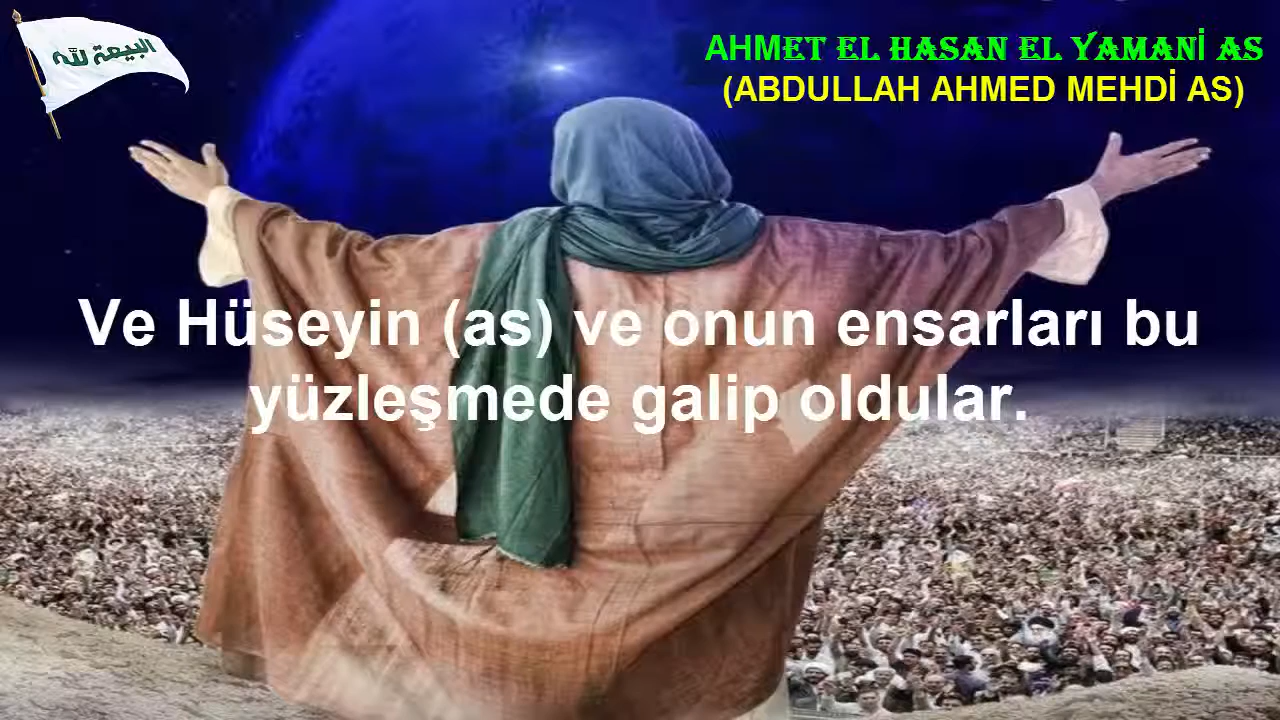 البيعة لله
AHMET EL HASAN EL YAMANİ AS
(ABDULLAH AHMED MEHDİ AS)
Ve Hüseyin (as) ve onun ensarları bu
yüzleşmede galip oldular.